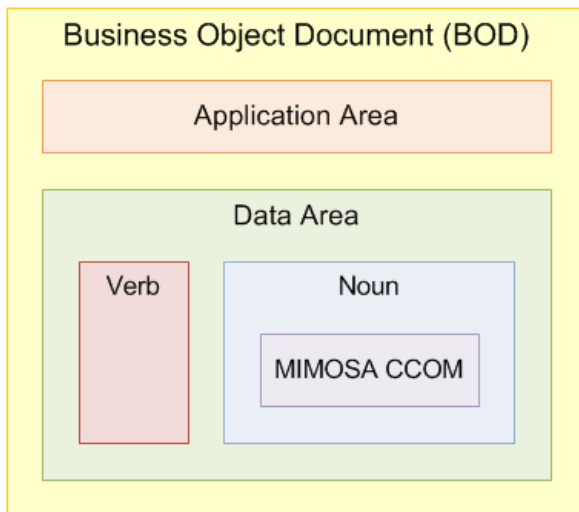 Business Object Document (BOD)
Application Area
Data Area
Verb
Noun
MIMOSA CCOM